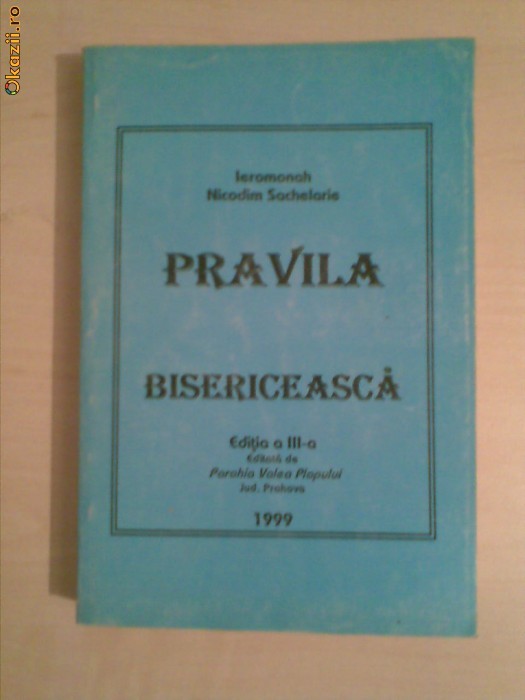 Okazii.ro
Ieromonah
Nicodim Sachelarie
PRAVILA
BISERICEASCĂ
Ediția a III-a
Editată de
Parohia Valea Plopului
Jud. Prahova
1999